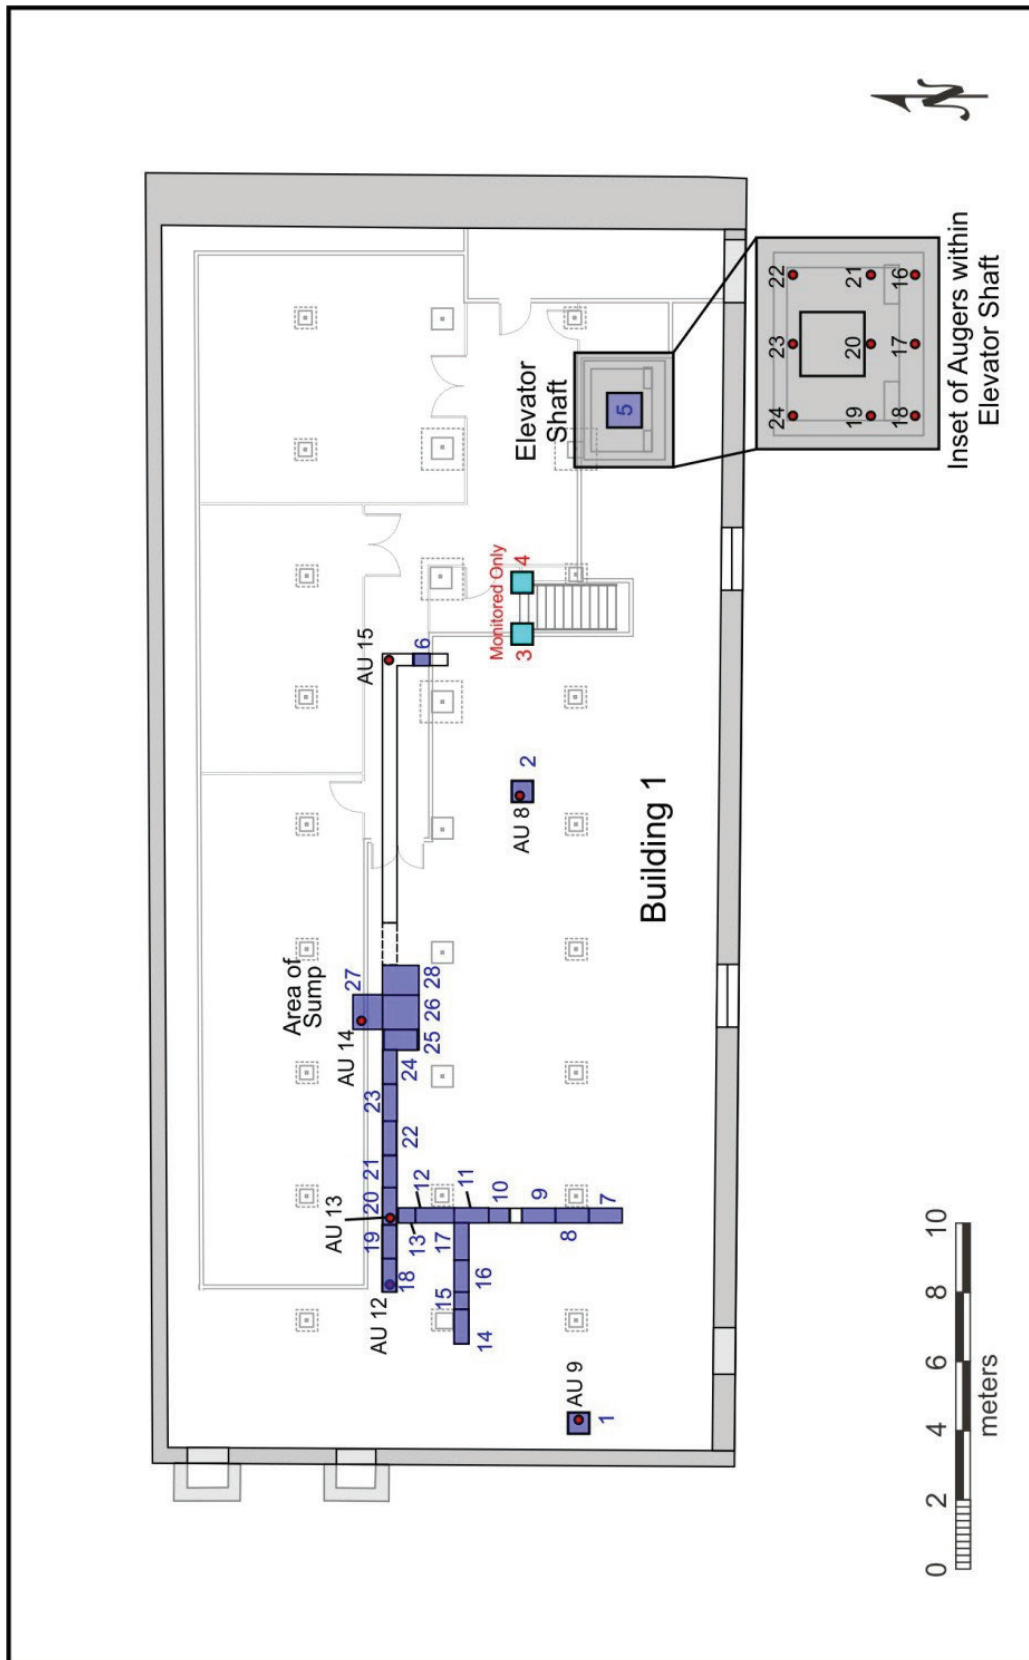 N
22
23
24
21
20
19
16
17
18
Inset of Augers within
Elevator Shaft
Elevator
Shaft
5
Monitored Only
4
3
AU 15
6
2
AU 8
Building 1
Area of
Sump
27
AU 14
28
26
25
24
23
22
21
20
19
18
AU 13
AU 12
12
11
13
10
9
8
7
17
16
15
14
AU 9
1
0 2 4 6 8 10
meters